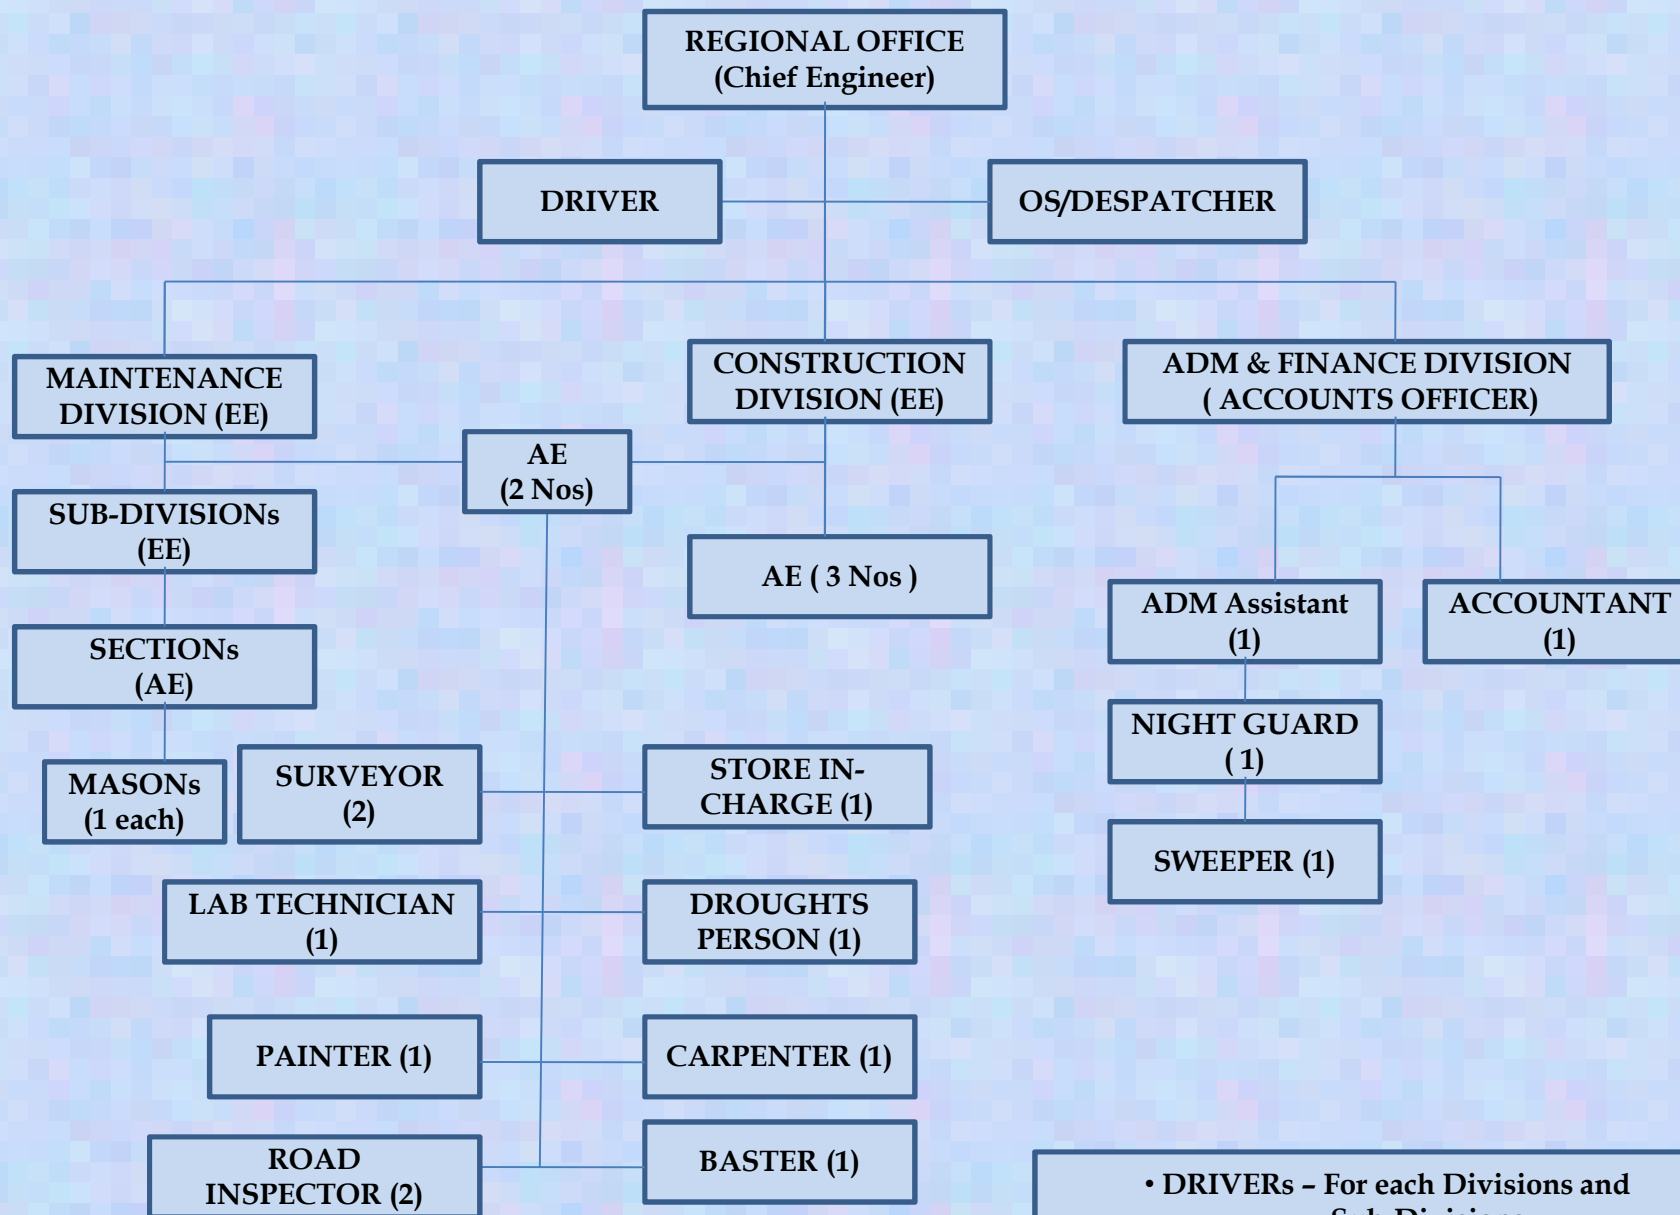 REGIONAL OFFICE
(Chief Engineer)
DRIVER
OS/DESPATCHER
MAINTENANCE
DIVISION (EE)
CONSTRUCTION
DIVISION (EE)
ADM & FINANCE DIVISION
( ACCOUNTS OFFICER)
AE
(2 Nos)
SUB-DIVISIONs
(EE)
AE ( 3 Nos )
ADM Assistant
(1)
ACCOUNTANT
(1)
SECTIONs
(AE)
NIGHT GUARD
( 1)
MASONs
(1 each)
SURVEYOR
(2)
STORE IN-
CHARGE (1)
SWEEPER (1)
LAB TECHNICIAN
(1)
DROUGHTS
PERSON (1)
PAINTER (1)
CARPENTER (1)
ROAD
INSPECTOR (2)
BASTER (1)
• DRIVERs – For each Divisions and
Sub-Divisions